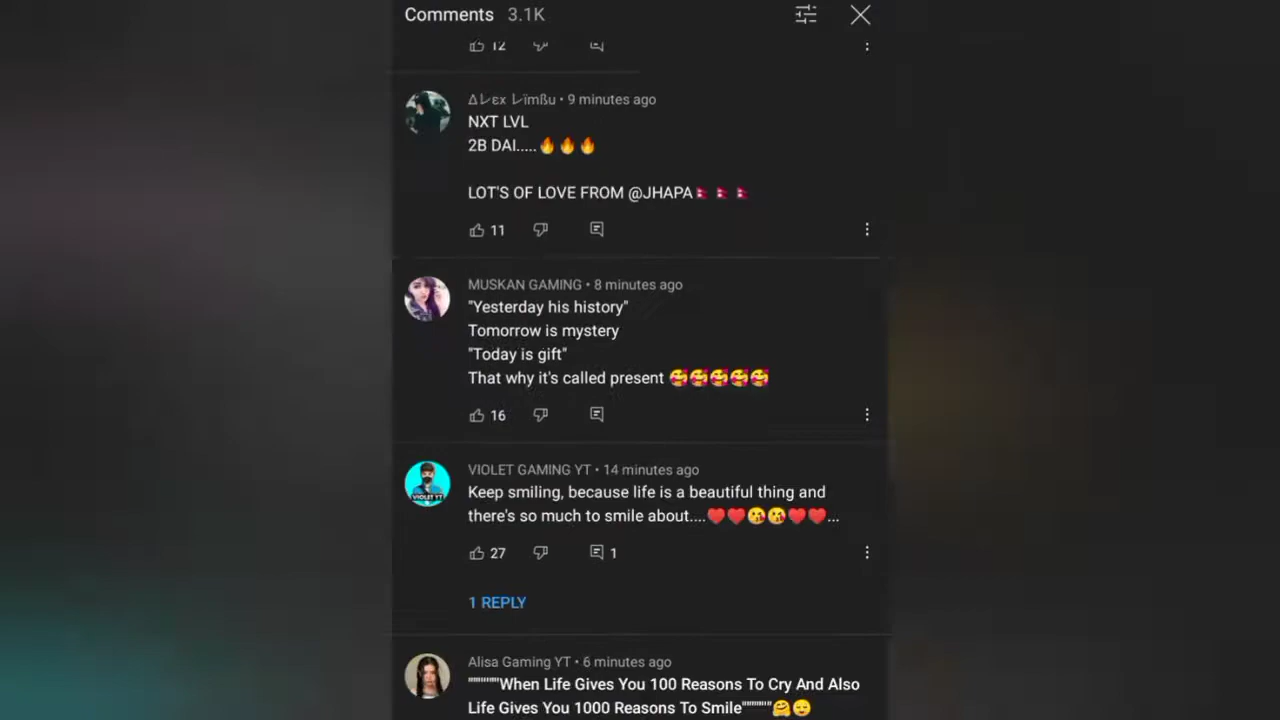 Comments 3.1K
12
Δレεx レïmßu • 9 minutes ago
NXT LVL
2B DAI.....🔥🔥🔥
LOT'S OF LOVE FROM @JHAPA🇳🇵🇳🇵🇳🇵
11
MUSKAN GAMING • 8 minutes ago
"Yesterday his history"
Tomorrow is mystery
"Today is gift"
That why it's called present 🥰🥰🥰🥰🥰
16
VIOLET GAMING YT • 14 minutes ago
Keep smiling, because life is a beautiful thing and
there's so much to smile about....♥️♥️😘😘♥️♥️...
VIOLET YT
27 1
1 REPLY
Alisa Gaming YT • 6 minutes ago
""""""When Life Gives You 100 Reasons To Cry And Also
Life Gives You 1000 Reasons To Smile""""""🤗😌